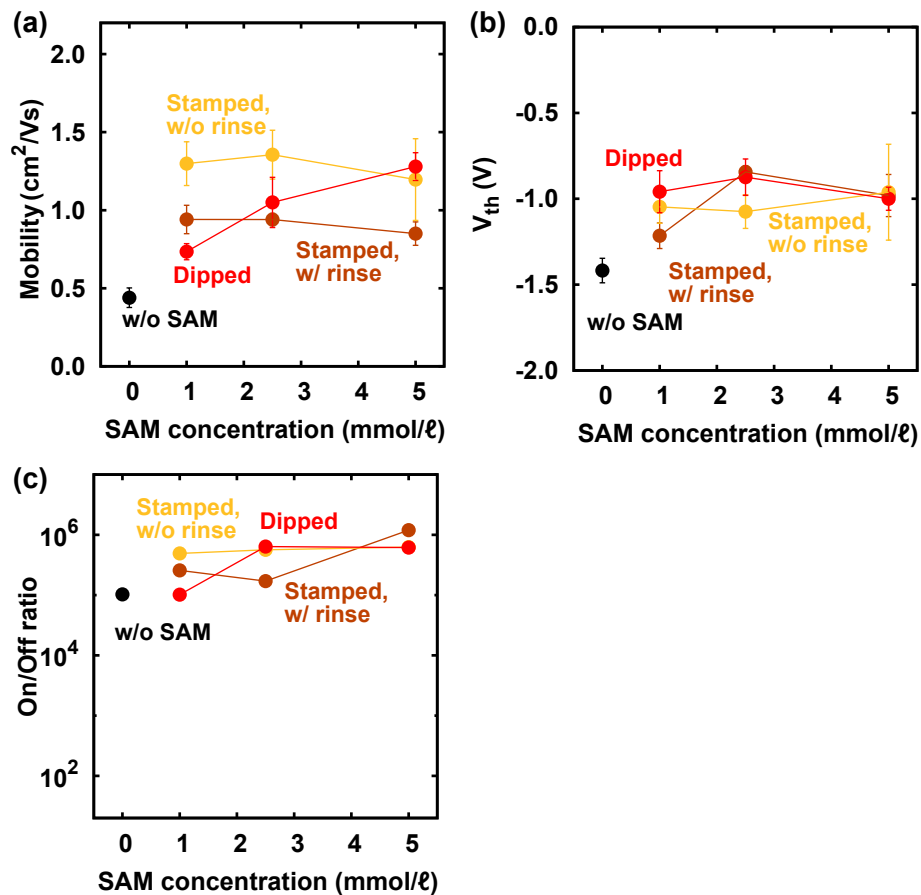 (a)
2.0
1.5
1.0
0.5
0.0
Mobility (cm²/Vs)
Stamped,
w/o rinse
Dipped
Stamped,
w/ rinse
w/o SAM
0 1 2 3 4 5
SAM concentration (mmol/ℓ)
(b)
-0.0
-0.5
-1.0
-1.5
-2.0
V_th (V)
Dipped
Stamped,
w/o rinse
Stamped,
w/ rinse
w/o SAM
0 1 2 3 4 5
SAM concentration (mmol/ℓ)
(c)
10⁶
10⁴
10²
On/Off ratio
Stamped,
w/o rinse
Dipped
Stamped,
w/ rinse
w/o SAM
0 1 2 3 4 5
SAM concentration (mmol/ℓ)